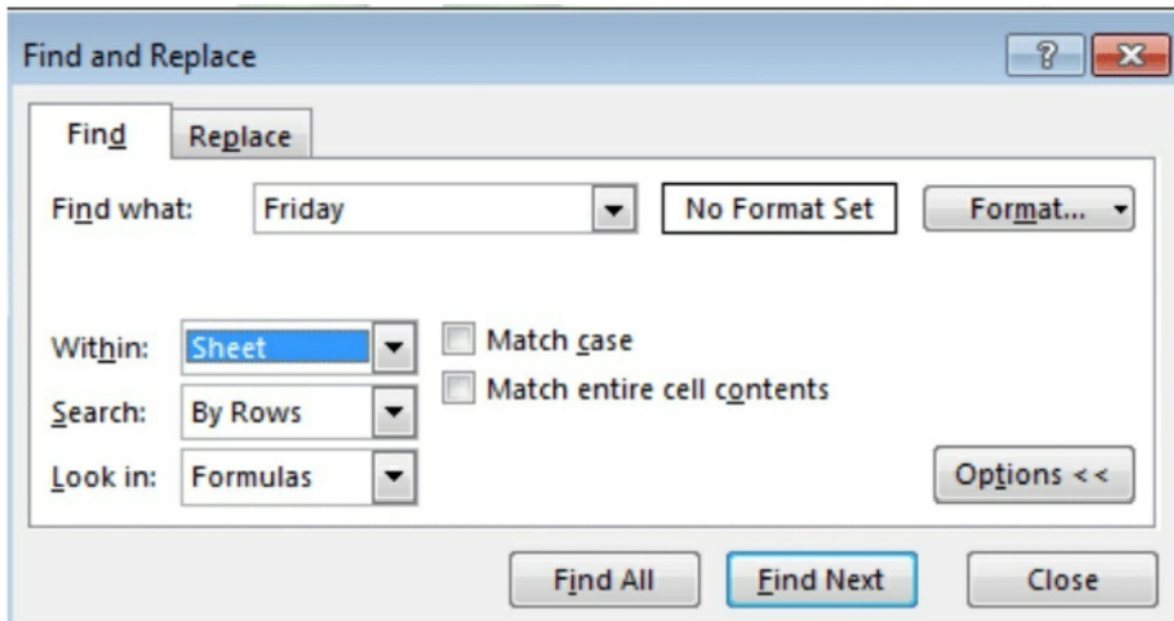 Find and Replace
Find Replace
Find what: Friday No Format Set Format...
Within: Sheet Match case
Match entire cell contents
Search: By Rows
Look in: Formulas Options <<
Find All Find Next Close